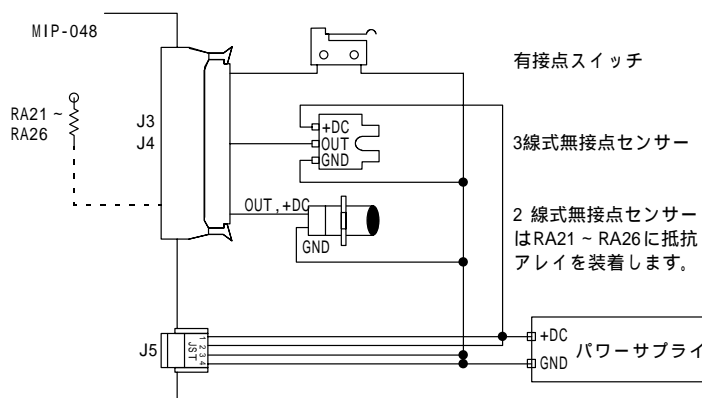 MIP-048
有接点スイッチ
RA21 ~
RA26
J3
J4
+DC
OUT
GND
3線式無接点センサー
OUT,+DC
GND
2 線式無接点センサー
はRA21 ~ RA26に抵抗
アレイを装着します。
J5
JST
1
2
3
4
+DC
GND
パワーサプライ